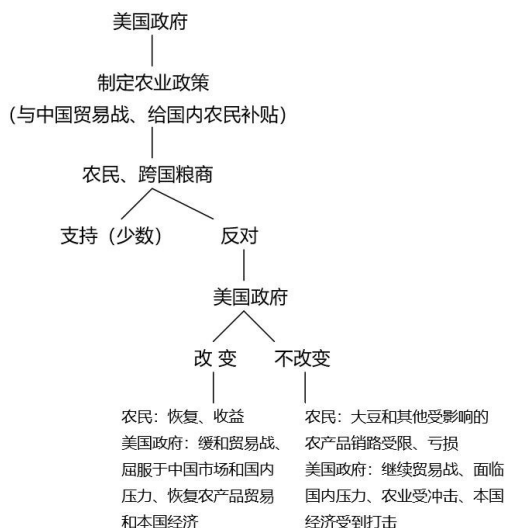 美国政府
制定农业政策
（与中国贸易战、给国内农民补贴）
农民、跨国粮商
支持（少数） 反对
美国政府
改 变 不改变
农民：恢复、收益
美国政府：缓和贸易战、
屈服于中国市场和国内
压力、恢复农产品贸易
和本国经济
农民：大豆和其他受影响的
农产品销路受限、亏损
美国政府：继续贸易战、面临
国内压力、农业受冲击、本国
经济受到打击